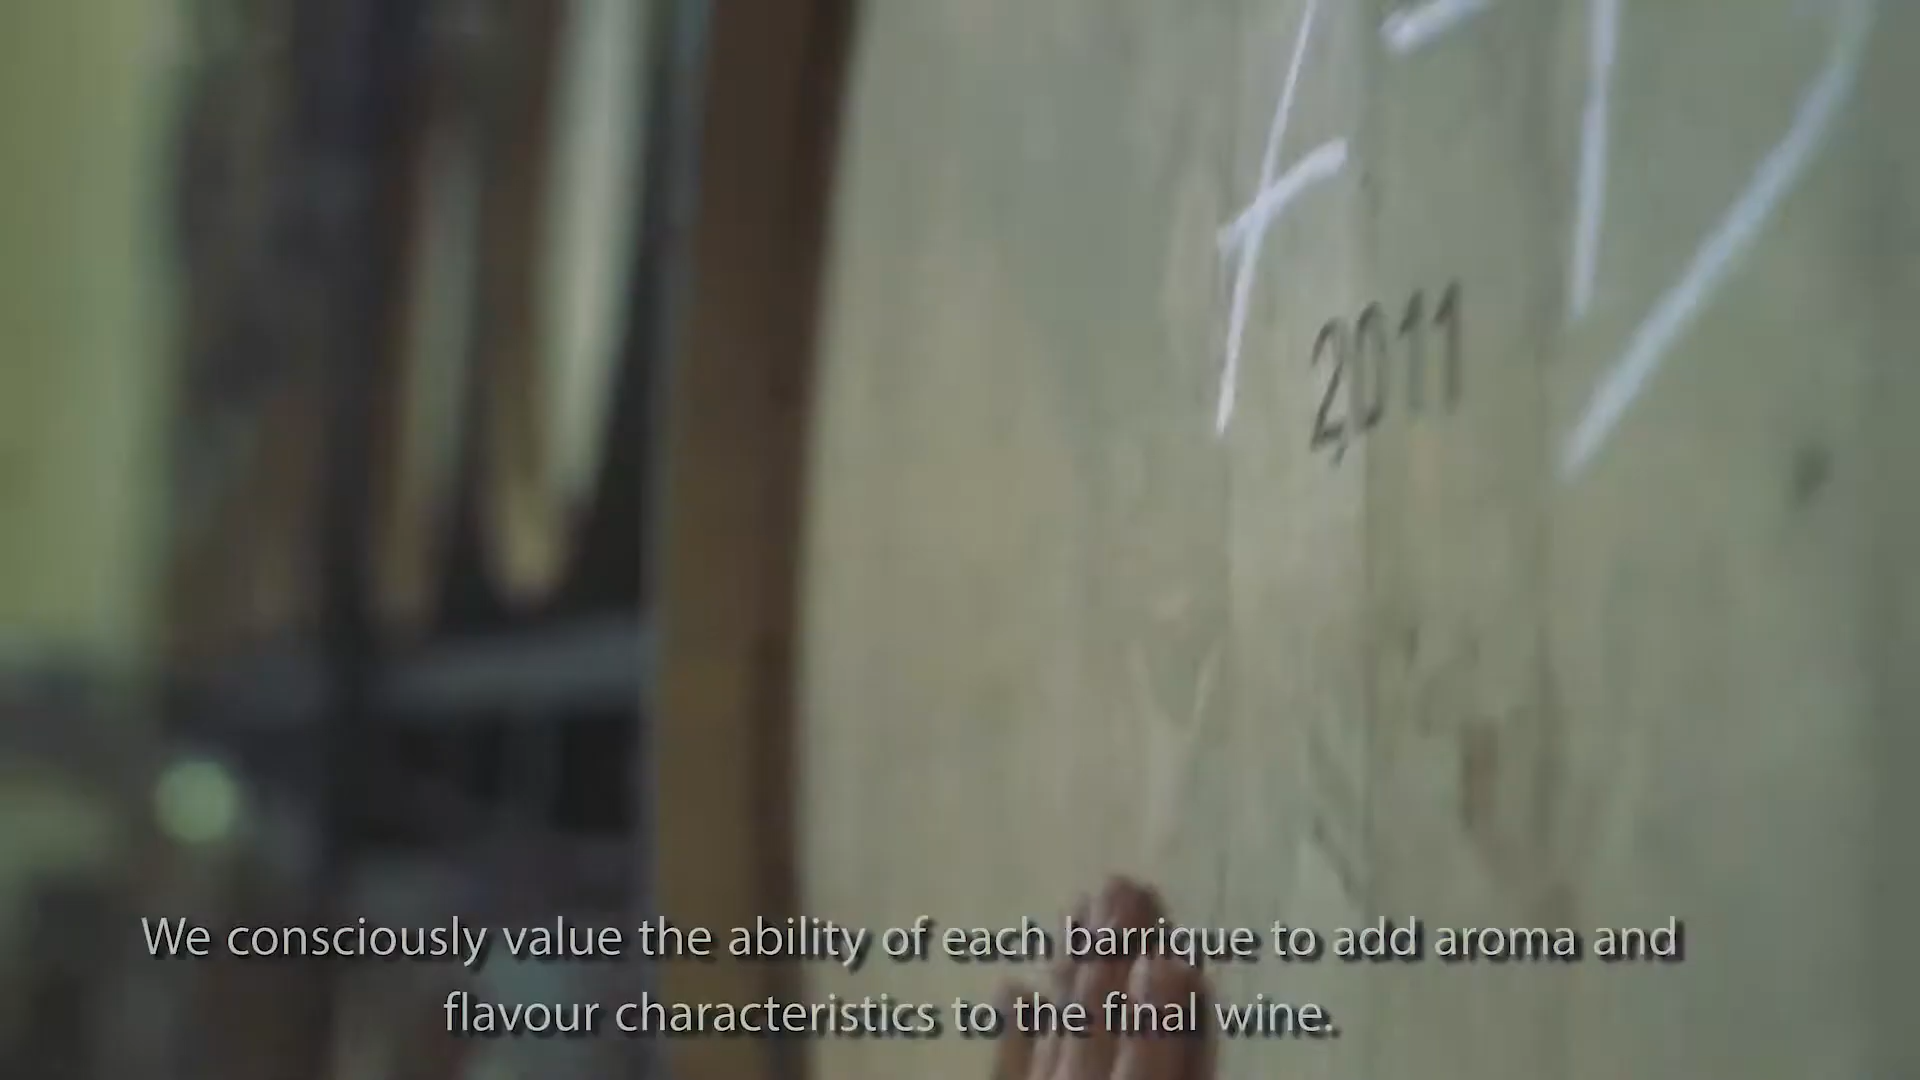 2011
We consciously value the ability of each barrique to add aroma and
flavour characteristics to the final wine.